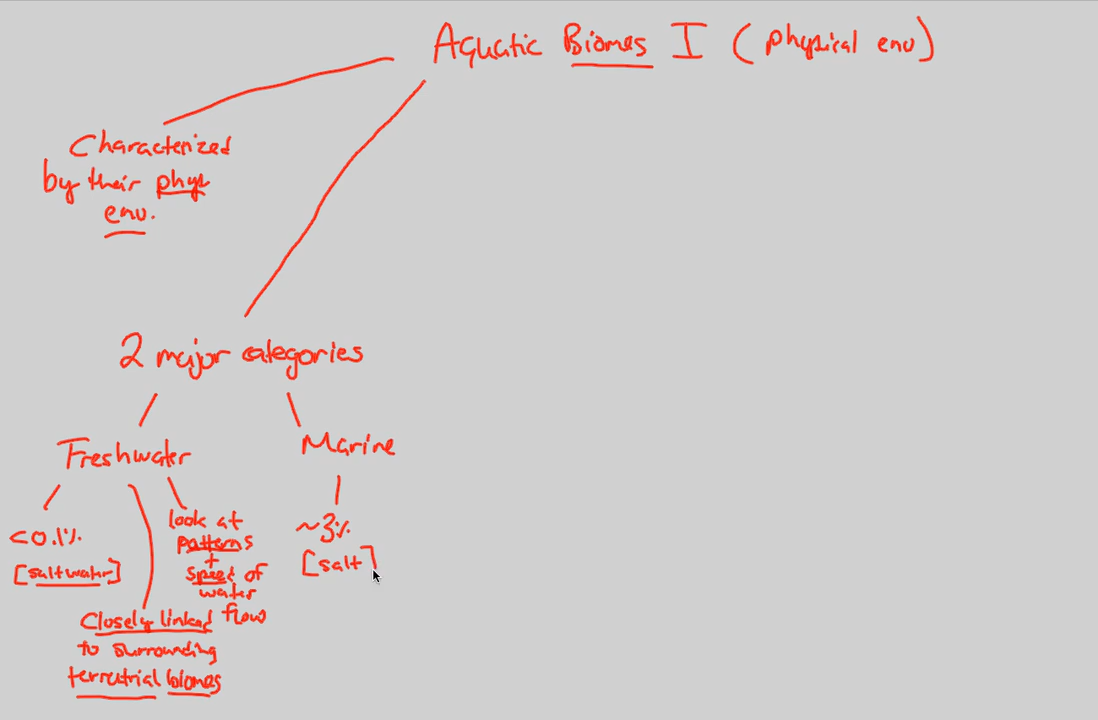 Aquatic Biomes I (physical env)
Characterized
by their phys
env.
2 major categories
Freshwater
Marine
<0.1%
[saltwater]
look at
patterns
+
speed of
water
flow
Closely linked
to surrounding
terrestrial biomes
~3%
[salt]